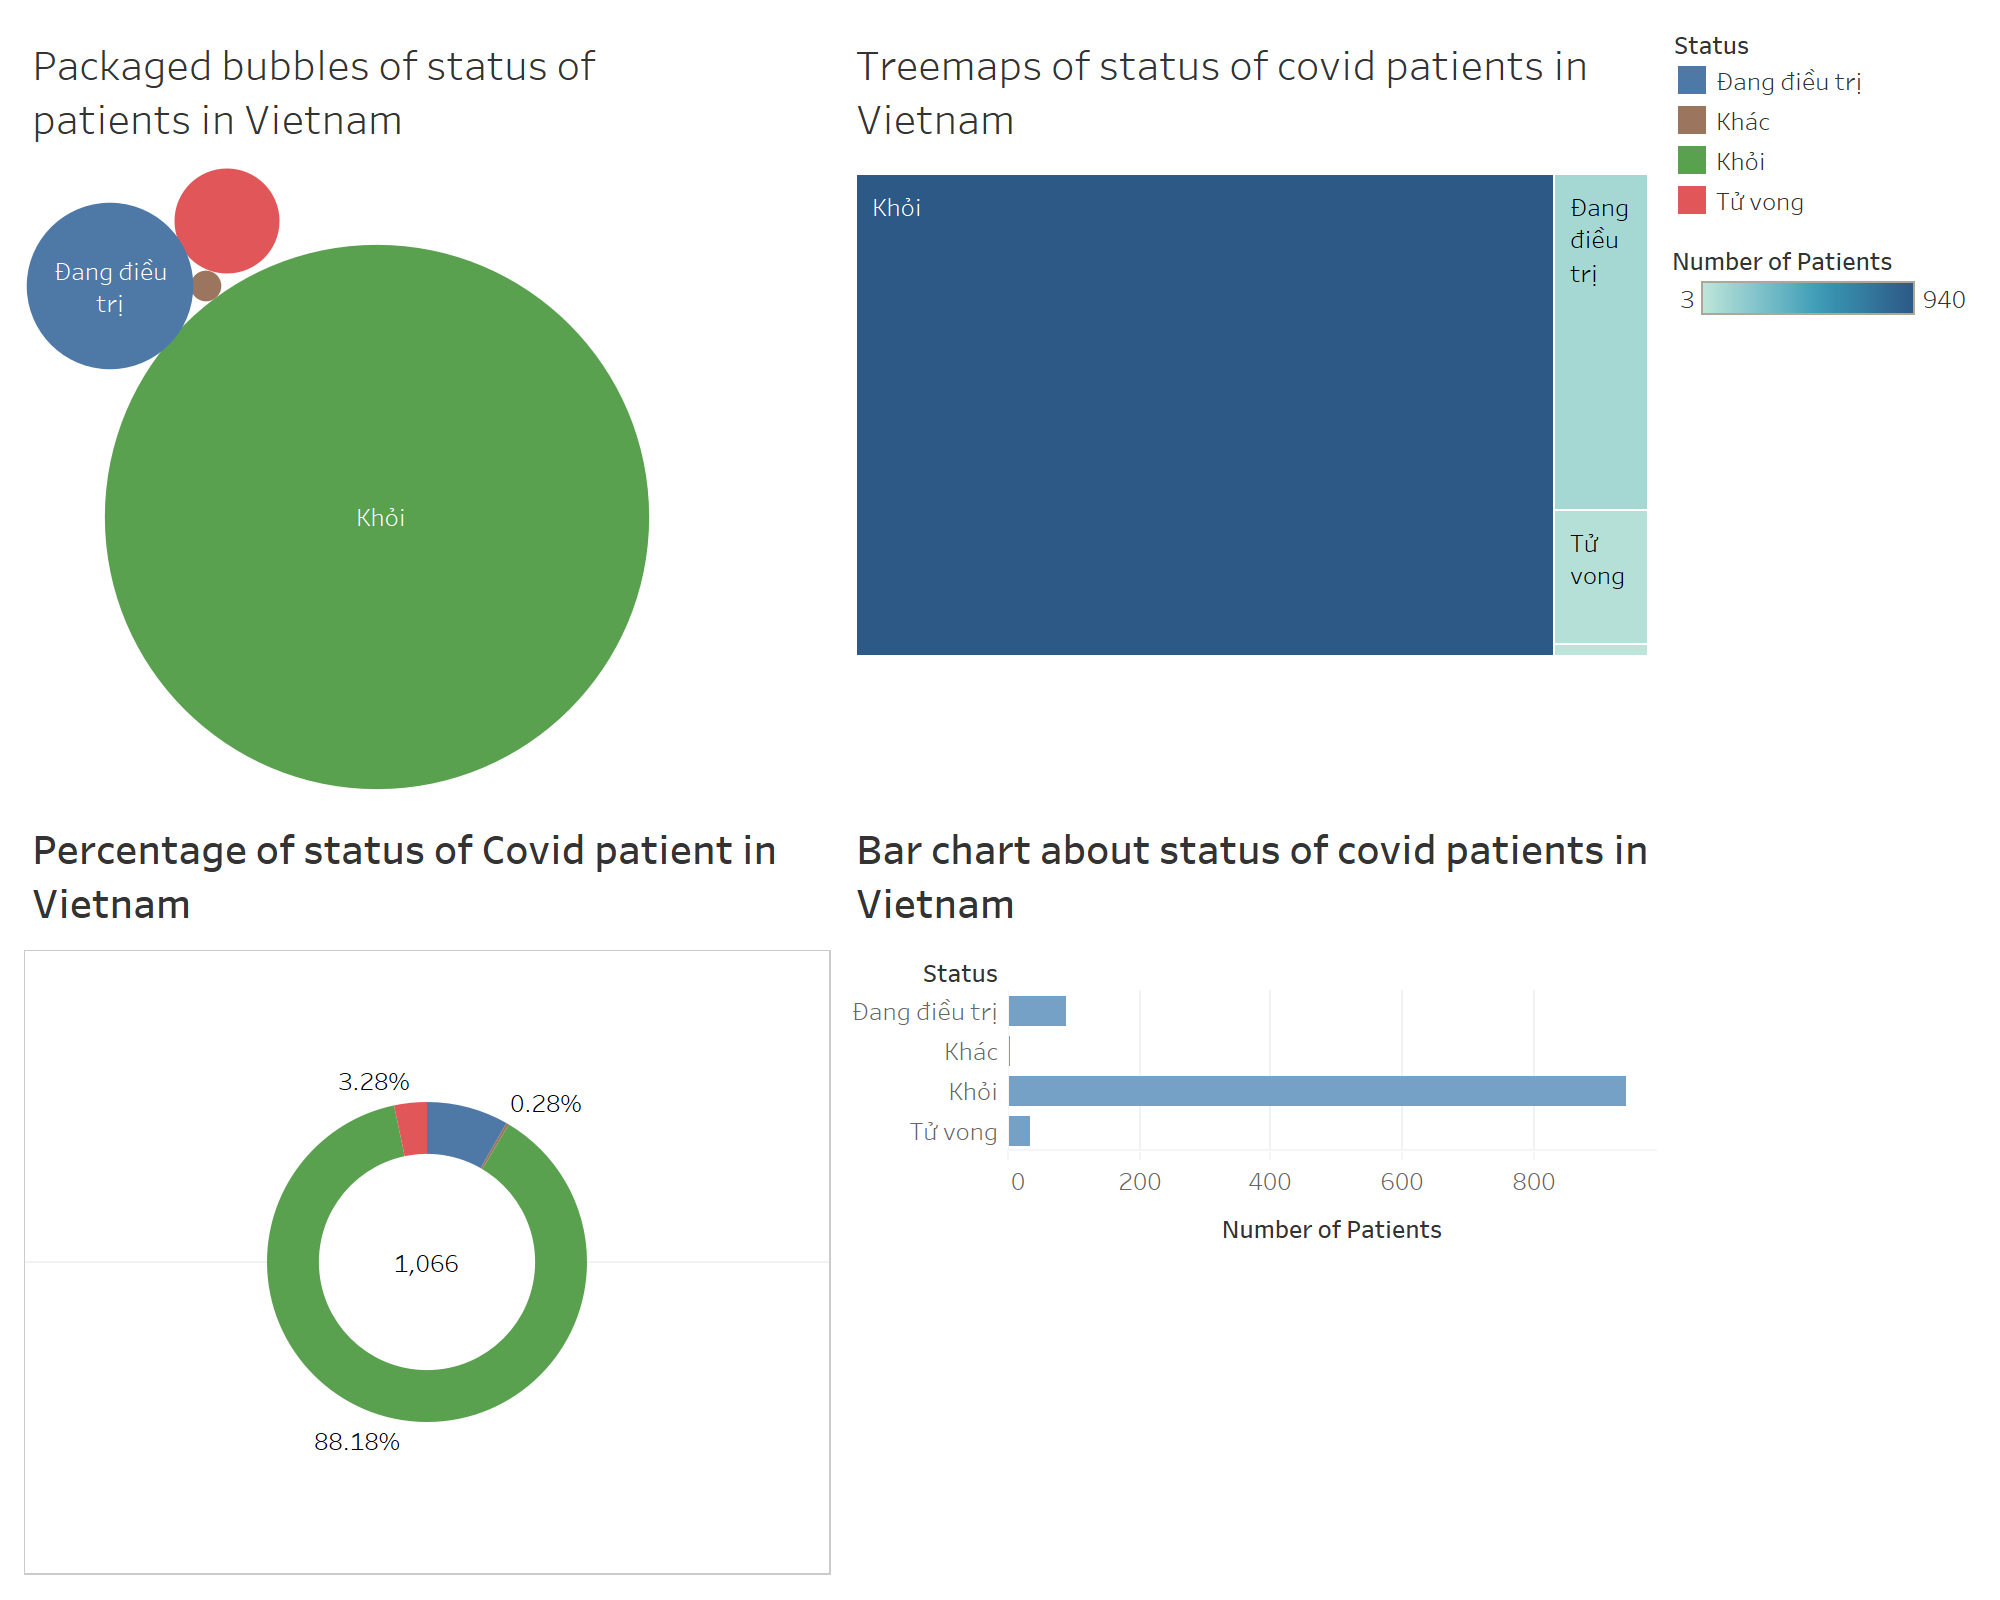 Packaged bubbles of status of
patients in Vietnam
Đang điều
trị
Khỏi
Treemaps of status of covid patients in
Vietnam
Khỏi
Đang
điều
trị
Tử
vong
Status
Đang điều trị
Khác
Khỏi
Tử vong
Number of Patients
3 940
Percentage of status of Covid patient in
Vietnam
3.28%
0.28%
1,066
88.18%
Bar chart about status of covid patients in
Vietnam
Status
Đang điều trị
Khác
Khỏi
Tử vong
0 200 400 600 800
Number of Patients